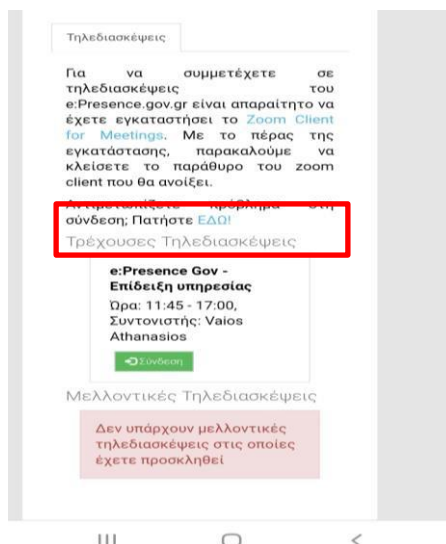 Τηλεδιασκέψεις
Για να συμμετέχετε σε
τηλεδιασκέψεις του
e:Presence.gov.gr είναι απαραίτητο να
έχετε εγκαταστήσει το Zoom Client
for Meetings. Με το πέρας της
εγκατάστασης, παρακαλούμε να
κλείσετε το παράθυρο του zoom
client που θα ανοίξει.
Αντιμετωπίζετε πρόβλημα στη
σύνδεση; Πατήστε ΕΔΩ!
Τρέχουσες Τηλεδιασκέψεις
e:Presence Gov -
Επίδειξη υπηρεσίας
Ώρα: 11:45 - 17:00,
Συντονιστής: Vaios
Athanasios
Σύνδεση
Μελλοντικές Τηλεδιασκέψεις
Δεν υπάρχουν μελλοντικές
τηλεδιασκέψεις στις οποίες
έχετε προσκληθεί